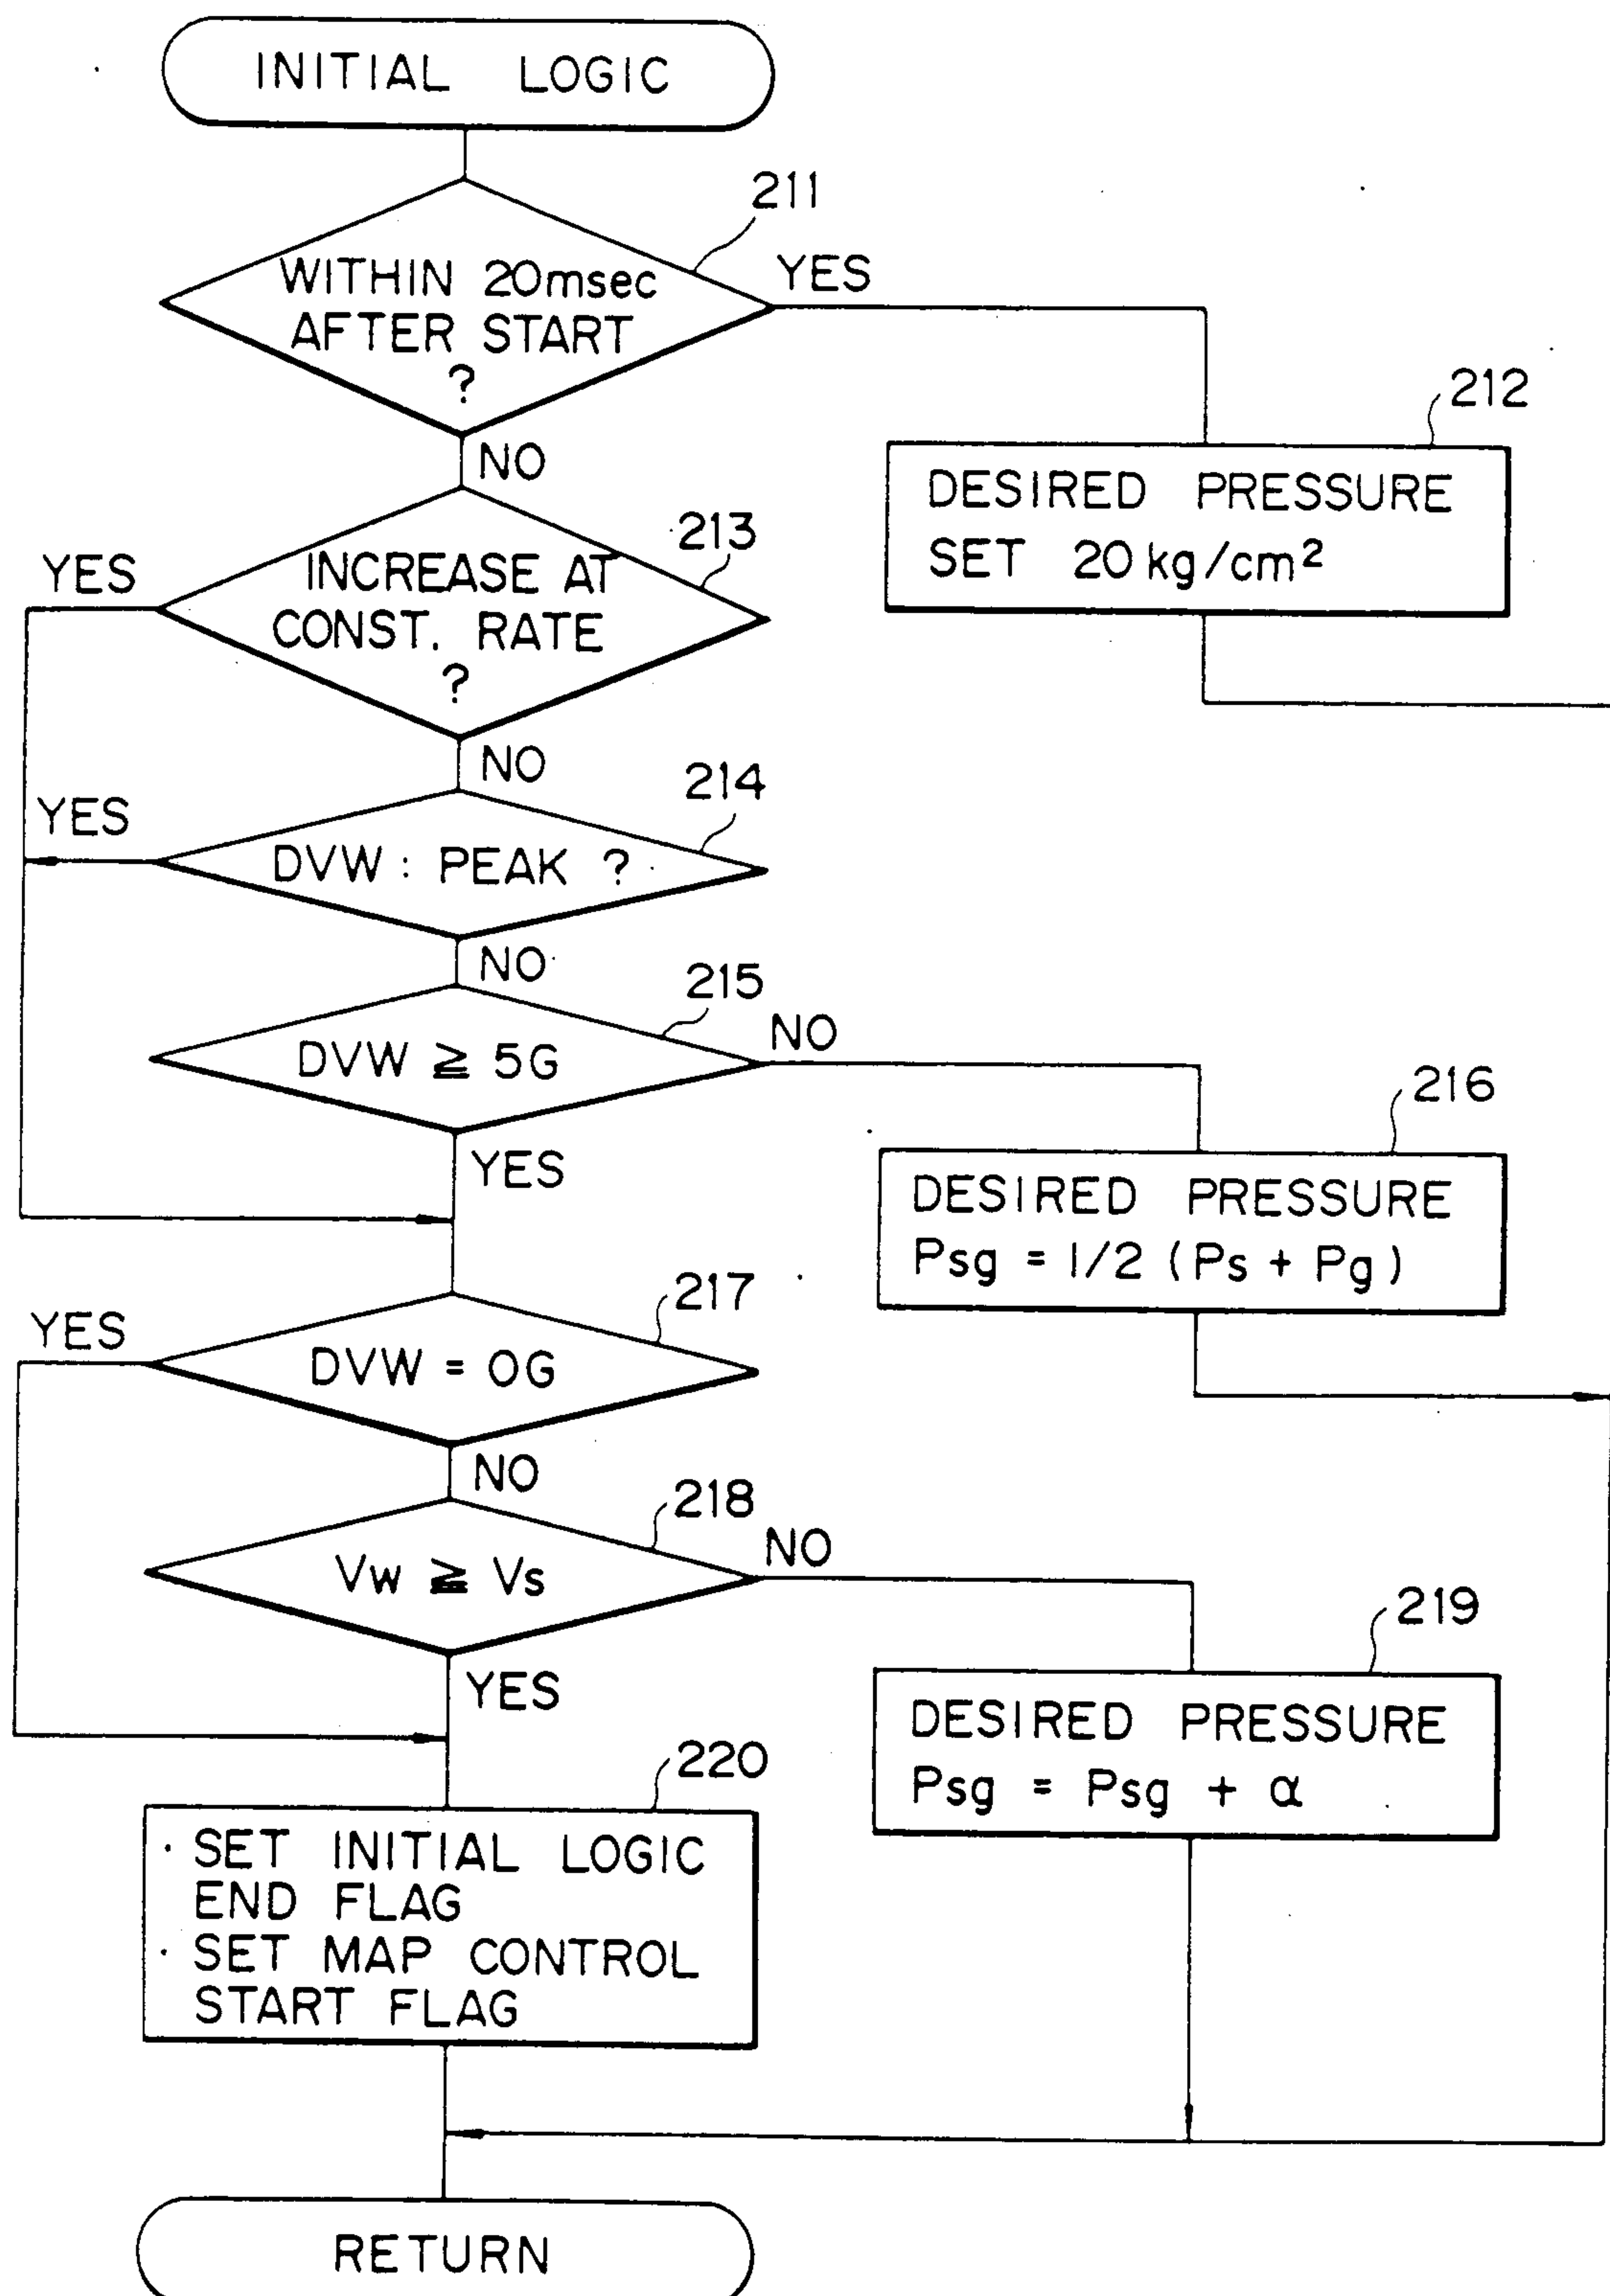 INITIAL LOGIC
211
WITHIN 20msec
AFTER START
?
YES
212
DESIRED PRESSURE
SET 20 kg/cm²
NO
213
YES
INCREASE AT
CONST. RATE
?
NO
214
YES
DVW : PEAK ?
NO
215
DVW ≧ 5G
NO
216
DESIRED PRESSURE
Psg = 1/2 (Ps + Pg)
YES
217
YES
DVW = 0G
NO
218
Vw ≧ Vs
NO
219
DESIRED PRESSURE
Psg = Psg + α
YES
220
· SET INITIAL LOGIC
END FLAG
· SET MAP CONTROL
START FLAG
RETURN